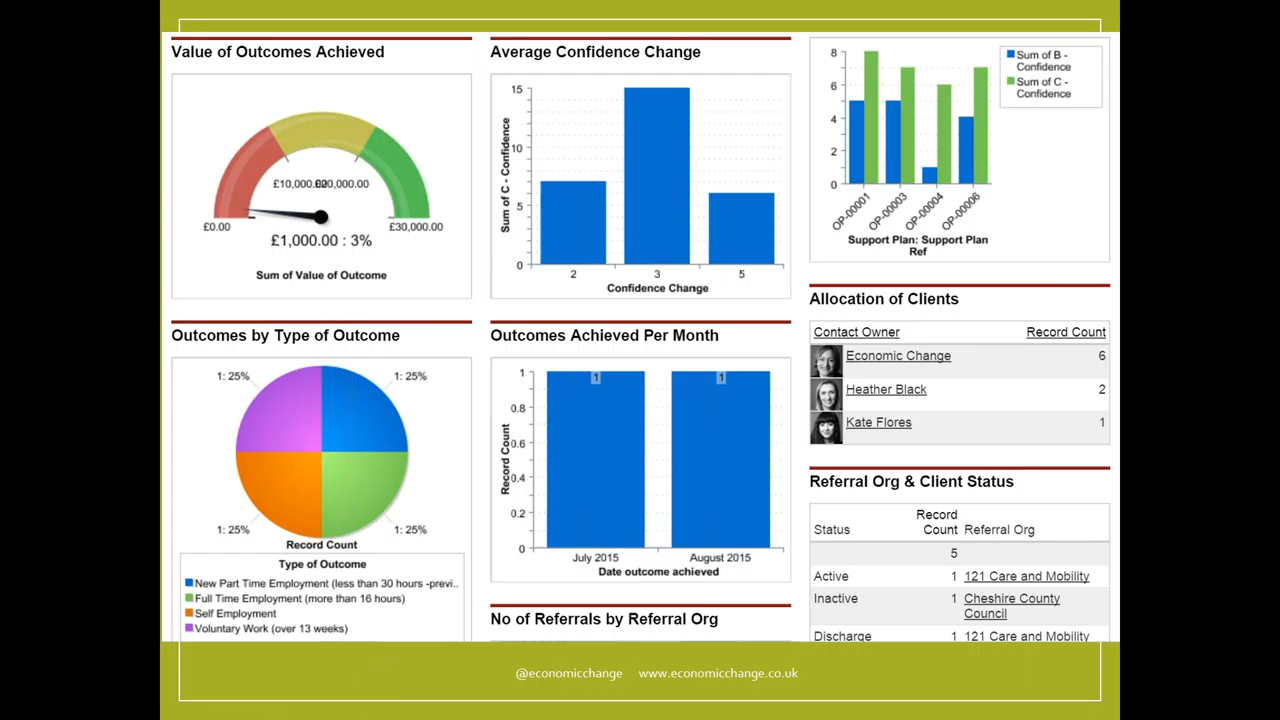 Value of Outcomes Achieved
£10,000.00
£20,000.00
£0.00
£30,000.00
£1,000.00 : 3%
Sum of Value of Outcome
Outcomes by Type of Outcome
1: 25%
1: 25%
1: 25%
1: 25%
Record Count
Type of Outcome
New Part Time Employment (less than 30 hours -previ..
Full Time Employment (more than 16 hours)
Self Employment
Voluntary Work (over 13 weeks)
Average Confidence Change
Sum of C - Confidence
15
10
5
0
2 3 5
Confidence Change
Outcomes Achieved Per Month
Record Count
1
0.8
0.6
0.4
0.2
0
1 1
July 2015 August 2015
Date outcome achieved
No of Referrals by Referral Org
8
6
4
2
0
OP-00001 OP-00003 OP-00004 OP-00006
Support Plan: Support Plan
Ref
Sum of B -
Confidence
Sum of C -
Confidence
Allocation of Clients
Contact Owner Record Count
Economic Change 6
Heather Black 2
Kate Flores 1
Referral Org & Client Status
Record
Status Count Referral Org
5
Active 1 121 Care and Mobility
Inactive 1 Cheshire County
Council
Discharge 1 121 Care and Mobility
@economicchange www.economicchange.co.uk